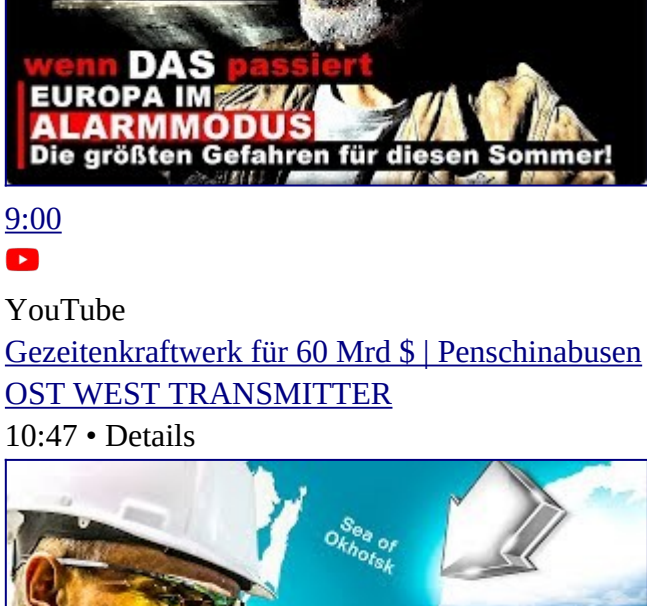 wenn DAS passiert
EUROPA IM
ALARMMODUS
Die größten Gefahren für diesen Sommer!
9:00
YouTube
Gezeitenkraftwerk für 60 Mrd $ | Penschinabusen
OST WEST TRANSMITTER
10:47 • Details
Sea of
Okhotsk